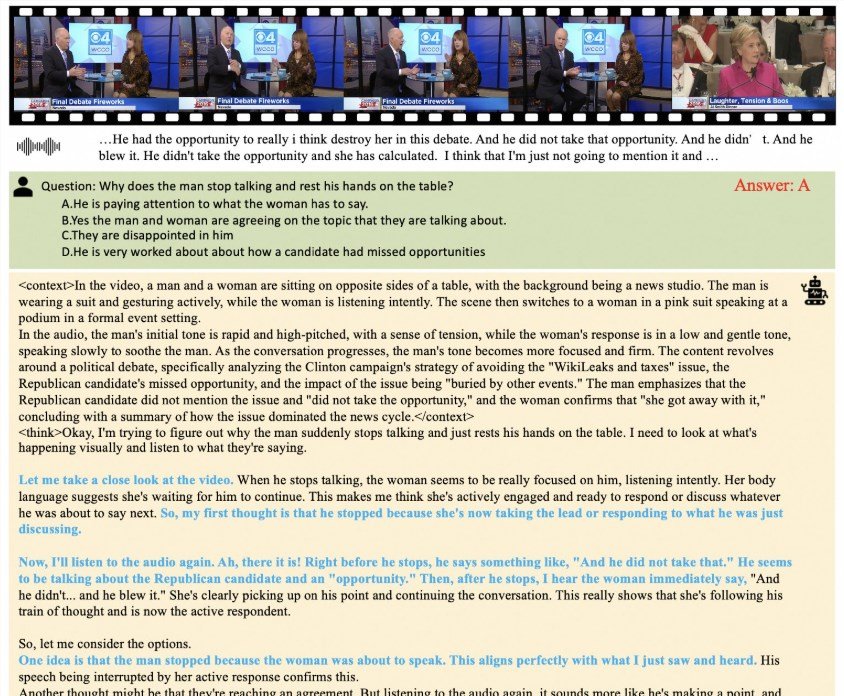 4
WCCO
4
WCCO
4
WCCO
4
WCCO
Final Debate Fireworks
Nevada
Final Debate Fireworks
Nevada
Final Debate Fireworks
Nevada
Final Debate Fireworks
Nevada
Laughter, Tension & Boos
Al Smith Dinner
…He had the opportunity to really i think destroy her in this debate. And he did not take that opportunity. And he didn' t. And he
blew it. He didn't take the opportunity and she has calculated. I think that I'm just not going to mention it and …
Question: Why does the man stop talking and rest his hands on the table?
Answer: A
A.He is paying attention to what the woman has to say.
B.Yes the man and woman are agreeing on the topic that they are talking about.
C.They are disappointed in him
D.He is very worked about about how a candidate had missed opportunities
<context>In the video, a man and a woman are sitting on opposite sides of a table, with the background being a news studio. The man is
wearing a suit and gesturing actively, while the woman is listening intently. The scene then switches to a woman in a pink suit speaking at a
podium in a formal event setting.
In the audio, the man's initial tone is rapid and high-pitched, with a sense of tension, while the woman's response is in a low and gentle tone,
speaking slowly to soothe the man. As the conversation progresses, the man's tone becomes more focused and firm. The content revolves
around a political debate, specifically analyzing the Clinton campaign's strategy of avoiding the "WikiLeaks and taxes" issue, the
Republican candidate's missed opportunity, and the impact of the issue being "buried by other events." The man emphasizes that the
Republican candidate did not mention the issue and "did not take the opportunity," and the woman confirms that "she got away with it,"
concluding with a summary of how the issue dominated the news cycle.</context>
<think>Okay, I'm trying to figure out why the man suddenly stops talking and just rests his hands on the table. I need to look at what's
happening visually and listen to what they're saying.
Let me take a close look at the video. When he stops talking, the woman seems to be really focused on him, listening intently. Her body
language suggests she's waiting for him to continue. This makes me think she's actively engaged and ready to respond or discuss whatever
he was about to say next. So, my first thought is that he stopped because she's now taking the lead or responding to what he was just
discussing.
Now, I'll listen to the audio again. Ah, there it is! Right before he stops, he says something like, "And he did not take that." He seems
to be talking about the Republican candidate and an "opportunity." Then, after he stops, I hear the woman immediately say, "And
he didn't... and he blew it." She's clearly picking up on his point and continuing the conversation. This really shows that she's following his
train of thought and is now the active respondent.
So, let me consider the options.
One idea is that the man stopped because the woman was about to speak. This aligns perfectly with what I just saw and heard. His
speech being interrupted by her active response confirms this.
Another thought might be that they're reaching an agreement. But listening to the audio again, it sounds more like he's making a point, and